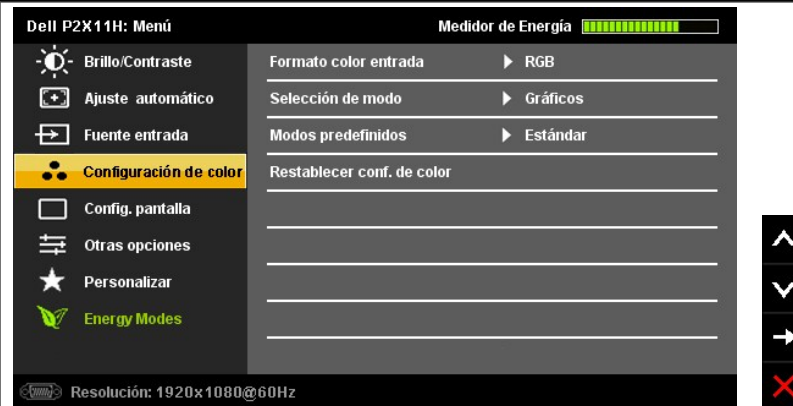 Dell P2X11H: Menú
Medidor de Energía
Brillo/Contraste
Formato color entrada
RGB
Ajuste automático
Selección de modo
Gráficos
Fuente entrada
Modos predefinidos
Estándar
Configuración de color
Restablecer conf. de color
Config. pantalla
Otras opciones
Personalizar
Energy Modes
Resolución: 1920x1080@60Hz